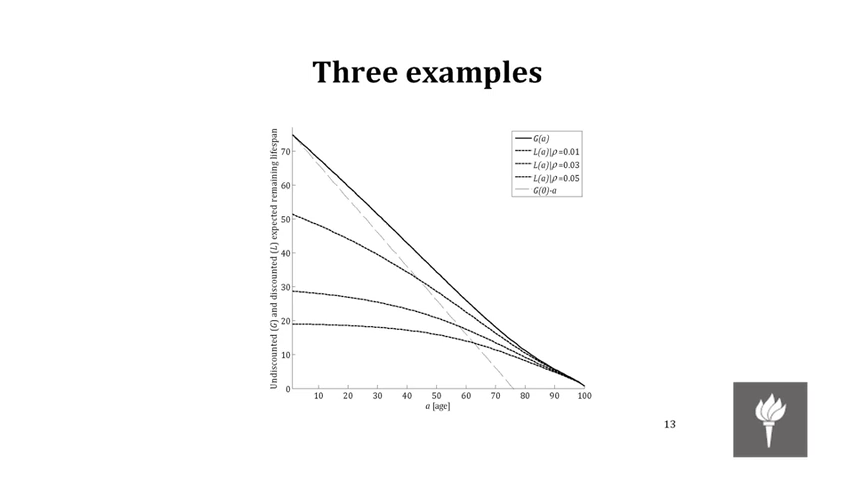 Three examples
Undiscounted (G) and discounted (L) expected remaining lifespan
70
60
50
40
30
20
10
0
G(a)
L(a)|ρ=0.01
L(a)|ρ=0.03
L(a)|ρ=0.05
G(0)-a
10 20 30 40 50 60 70 80 90 100
a [age]
13